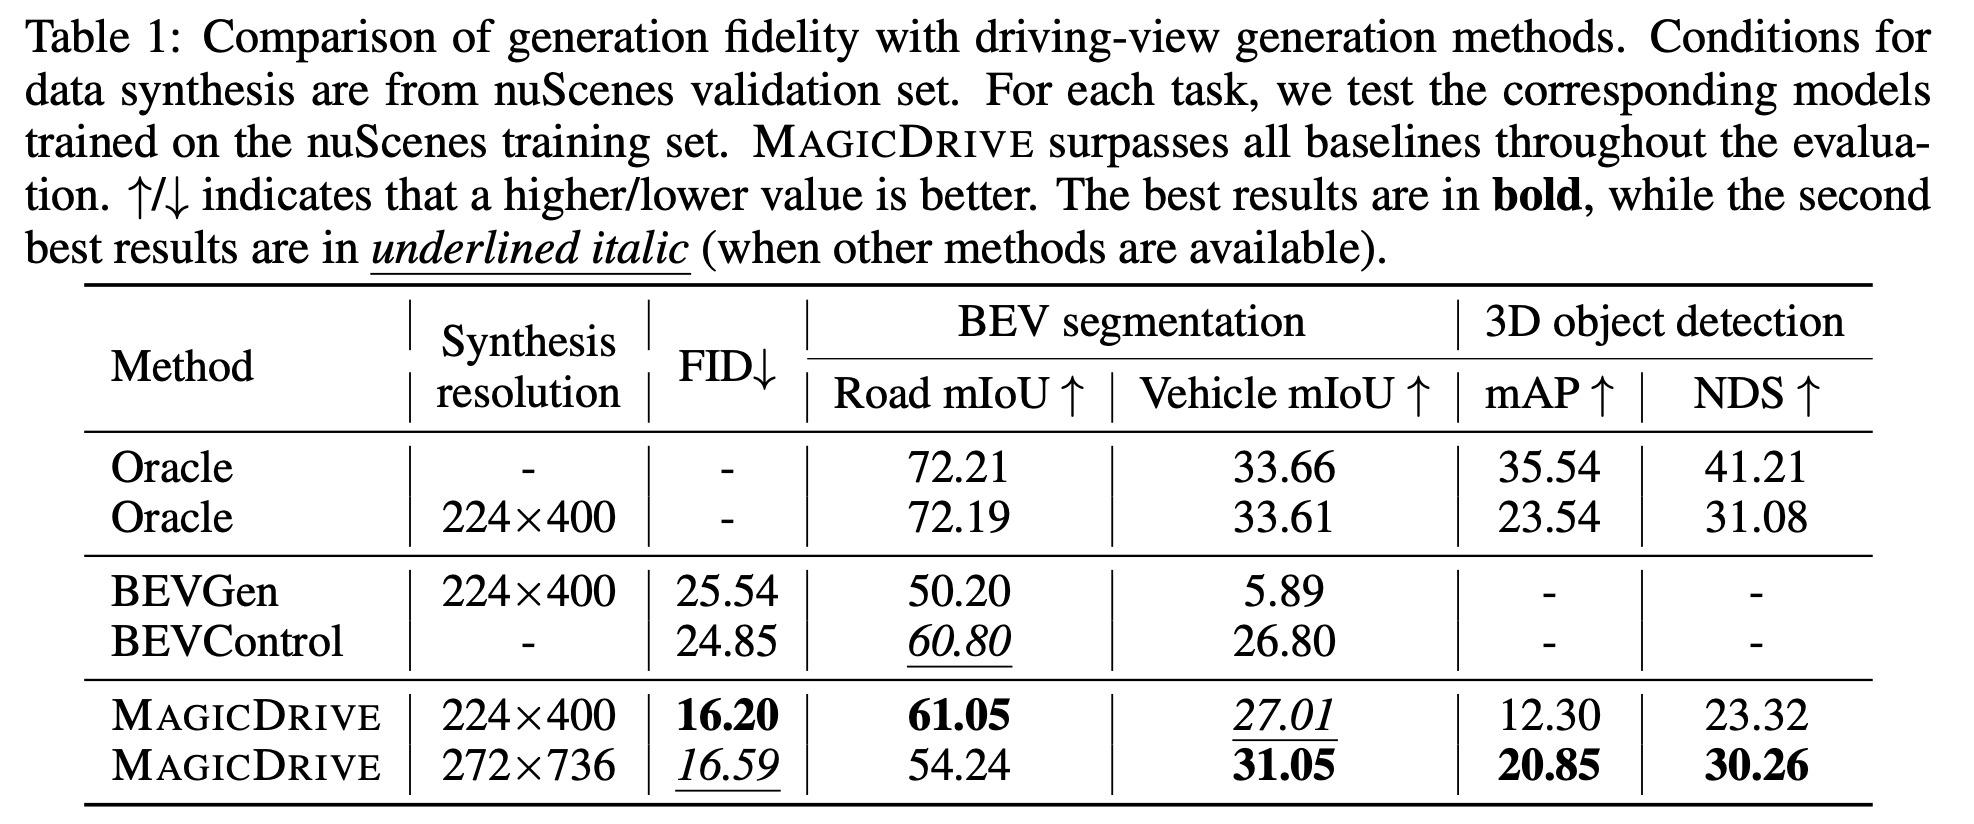 Table 1: Comparison of generation fidelity with driving-view generation methods. Conditions for
data synthesis are from nuScenes validation set. For each task, we test the corresponding models
trained on the nuScenes training set. MAGICDRIVE surpasses all baselines throughout the evalua-
tion. ↑/↓ indicates that a higher/lower value is better. The best results are in bold, while the second
best results are in underlined italic (when other methods are available).
Method Synthesis resolution FID↓ BEV segmentation 3D object detection
Road mIoU ↑ Vehicle mIoU ↑ mAP ↑ NDS ↑
Oracle - - 72.21 33.66 35.54 41.21
Oracle 224×400 - 72.19 33.61 23.54 31.08
BEVGen 224×400 25.54 50.20 5.89 - -
BEVControl - 24.85 60.80 26.80 - -
MAGICDRIVE 224×400 16.20 61.05 27.01 12.30 23.32
MAGICDRIVE 272×736 16.59 54.24 31.05 20.85 30.26